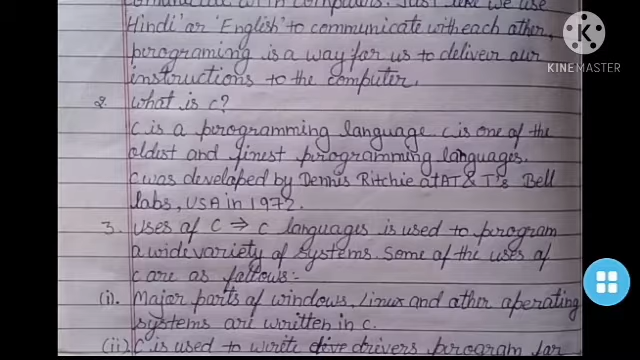 Hindi' or 'English' to communicate with each other,
programing is a way for us to deliver our
instructions to the computer.
KINEMASTER
2. What is C?
C is a programming language C is one of the
oldest and finest programming languages.
C was developed by Dennis Ritchie at AT & T's Bell
labs, USA in 1972.
3. Uses of C ⇒ C languages is used to program
a wide variety of systems. Some of the uses of
C are as follows:-
(i). Major parts of windows, Linux and other operating
systems are written in C.
(ii) C is used to write drivers program for